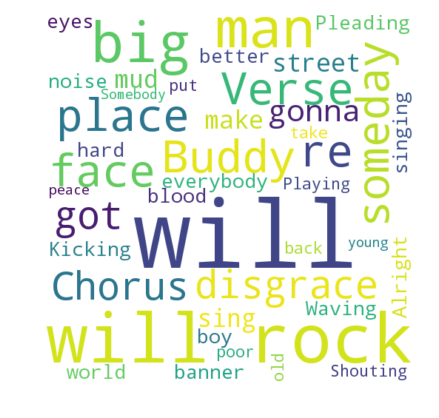 eyes
big
man
Pleading
better
street
Verse
noise
mud
put
Somebody
someday
singing
place
make
gonna
take
hard
Buddy
re
face
everybody
Playing
peace
blood
got
will
Kicking
back
young
Chorus
disgrace
Alright
Waving
will
sing
rock
boy
poor
old
world
banner
Shouting